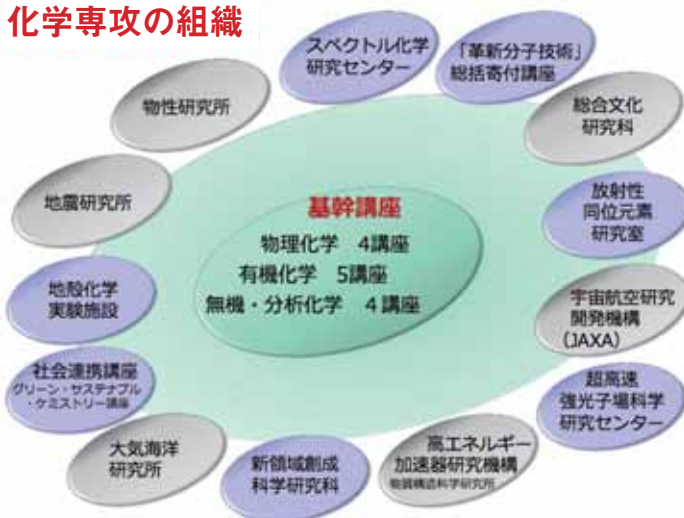 化学専攻の組織
スペクトル化学
研究センター
「革新分子技術」
総括寄付講座
物性研究所
総合文化
研究科
地震研究所
放射性
同位元素
研究室
基幹講座
物理化学 4講座
有機化学 5講座
無機・分析化学 4講座
地殻化学
実験施設
宇宙航空研究
開発機構
(JAXA)
社会連携講座
グリーン・サステナブル
・ケミストリー講座
超高速
強光子場科学
研究センター
大気海洋
研究所
新領域創成
科学研究科
高エネルギー
加速器研究機構
物質構造科学研究所